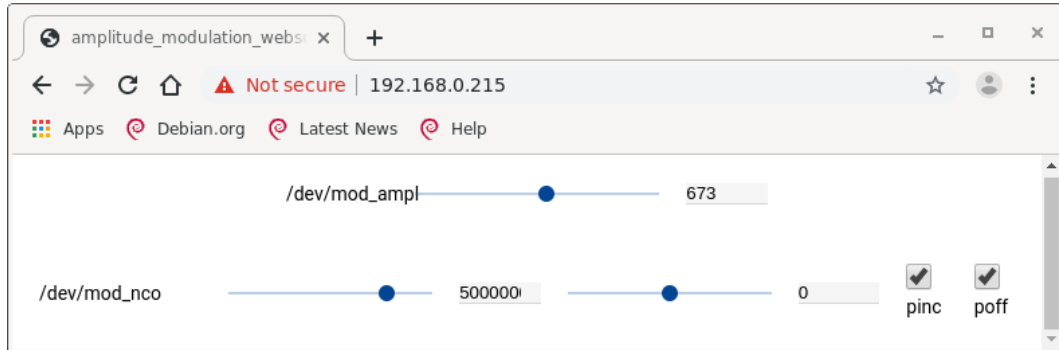 amplitude_modulation_webs
Not secure 192.168.0.215
Apps Debian.org Latest News Help
/dev/mod_ampl 673
/dev/mod_nco 500000 0 pinc poff